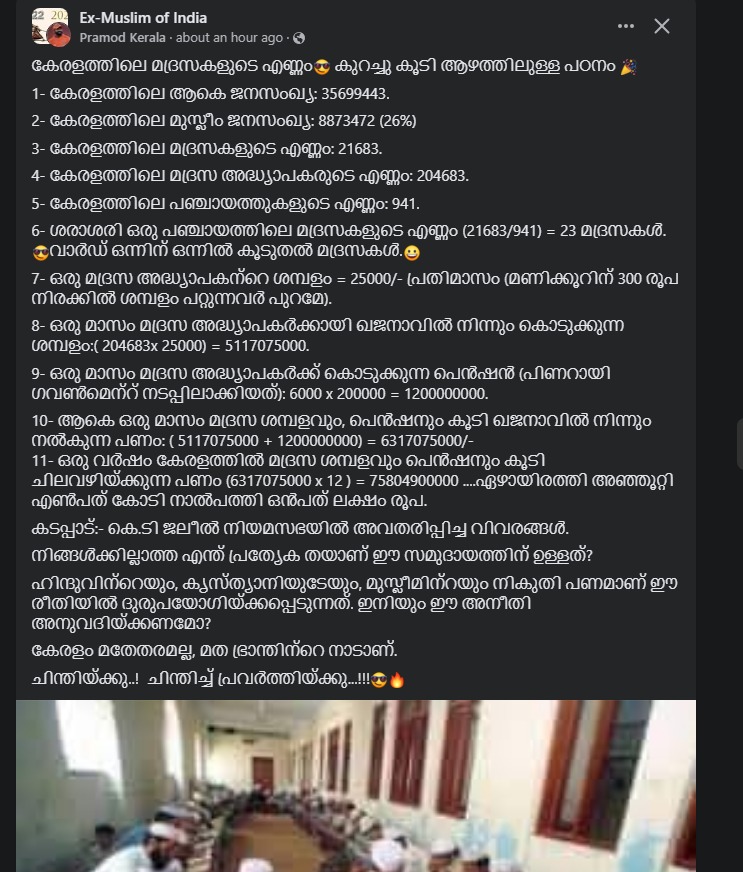 Ex-Muslim of India
Pramod Kerala · about an hour ago ·
കേരളത്തിലെ മദ്രസകളുടെ എണ്ണം😎 കുറച്ചു കൂടി ആഴത്തിലുള്ള പഠനം 🎉
1- കേരളത്തിലെ ആകെ ജനസംഖ്യ: 35699443.
2- കേരളത്തിലെ മുസ്ലീം ജനസംഖ്യ: 8873472 (26%)
3- കേരളത്തിലെ മദ്രസകളുടെ എണ്ണം: 21683.
4- കേരളത്തിലെ മദ്രസ അദ്ധ്യാപകരുടെ എണ്ണം: 204683.
5- കേരളത്തിലെ പഞ്ചായത്തുകളുടെ എണ്ണം: 941.
6- ശരാശരി ഒരു പഞ്ചായത്തിലെ മദ്രസകളുടെ എണ്ണം (21683/941) = 23 മദ്രസകൾ.
😎വാർഡ് ഒന്നിന് ഒന്നിൽ കൂടുതൽ മദ്രസകൾ.😀
7- ഒരു മദ്രസ അദ്ധ്യാപകന്റെ ശമ്പളം = 25000/- പ്രതിമാസം (മണിക്കൂറിന് 300 രൂപ
നിരക്കിൽ ശമ്പളം പറ്റുന്നവർ പുറമേ).
8- ഒരു മാസം മദ്രസ അദ്ധ്യാപകർക്കായി ഖജനാവിൽ നിന്നും കൊടുക്കുന്ന
ശമ്പളം:( 204683x 25000) = 5117075000.
9- ഒരു മാസം മദ്രസ അദ്ധ്യാപകർക്ക് കൊടുക്കുന്ന പെൻഷൻ (പിണറായി
ഗവൺമെന്റ് നടപ്പിലാക്കിയത്): 6000 x 200000 = 1200000000.
10- ആകെ ഒരു മാസം മദ്രസ ശമ്പളവും, പെൻഷനും കൂടി ഖജനാവിൽ നിന്നും
നൽകുന്ന പണം: ( 5117075000 + 1200000000) = 6317075000/-
11- ഒരു വർഷം കേരളത്തിൽ മദ്രസ ശമ്പളവും പെൻഷനും കൂടി
ചിലവഴിയ്ക്കുന്ന പണം (6317075000 x 12 ) = 75804900000 ....ഏഴായിരത്തി അഞ്ഞൂറ്റി
എൺപത് കോടി നാൽപത്തി ഒൻപത് ലക്ഷം രൂപ.
കടപ്പാട്:- കെ.ടി ജലീൽ നിയമസഭയിൽ അവതരിപ്പിച്ച വിവരങ്ങൾ.
നിങ്ങൾക്കില്ലാത്ത എന്ത് പ്രത്യേക തയാണ് ഈ സമുദായത്തിന് ഉള്ളത്?
ഹിന്ദുവിന്റെയും, ക്യസ്ത്യാനിയുടേയും, മുസ്ലീമിന്റയും നികുതി പണമാണ് ഈ
രീതിയിൽ ദുരുപയോഗിയ്ക്കപ്പെടുന്നത്. ഇനിയും ഈ അനീതി
അനുവദിയ്ക്കണമോ?
കേരളം മതേതരമല്ല, മത ഭ്രാന്തിന്റെ നാടാണ്.
ചിന്തിയ്ക്കു..! ചിന്തിച്ച് പ്രവർത്തിയ്ക്കു...!!!😎🔥